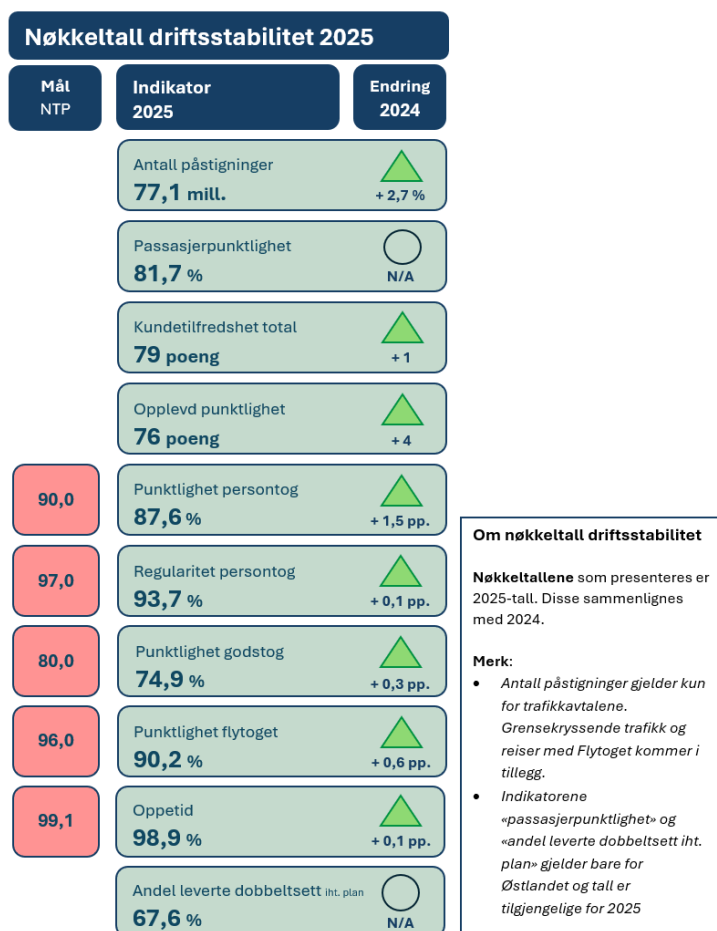 Nøkkeltall driftsstabilitet 2025
Mål
NTP
Indikator
2025
Endring
2024
Antall påstigninger
77,1 mill.
+ 2,7 %
Passasjerpunktlighet
81,7 %
N/A
Kundetilfredshet total
79 poeng
+ 1
Opplevd punktlighet
76 poeng
+ 4
90,0
Punktlighet persontog
87,6 %
+ 1,5 pp.
97,0
Regularitet persontog
93,7 %
+ 0,1 pp.
80,0
Punktlighet godstog
74,9 %
+ 0,3 pp.
96,0
Punktlighet flytoget
90,2 %
+ 0,6 pp.
99,1
Oppetid
98,9 %
+ 0,1 pp.
Andel leverte dobbeltsett iht. plan
67,6 %
N/A
Om nøkkeltall driftsstabilitet
Nøkkeltallene som presenteres er
2025-tall. Disse sammenlignes
med 2024.
Merk:
• Antall påstigninger gjelder kun
for trafikkavtalene.
Grensekryssende trafikk og
reiser med Flytoget kommer i
tillegg.
• Indikatorene
«passasjerpunktlighet» og
«andel leverte dobbeltsett iht.
plan» gjelder bare for
Østlandet og tall er
tilgjengelige for 2025